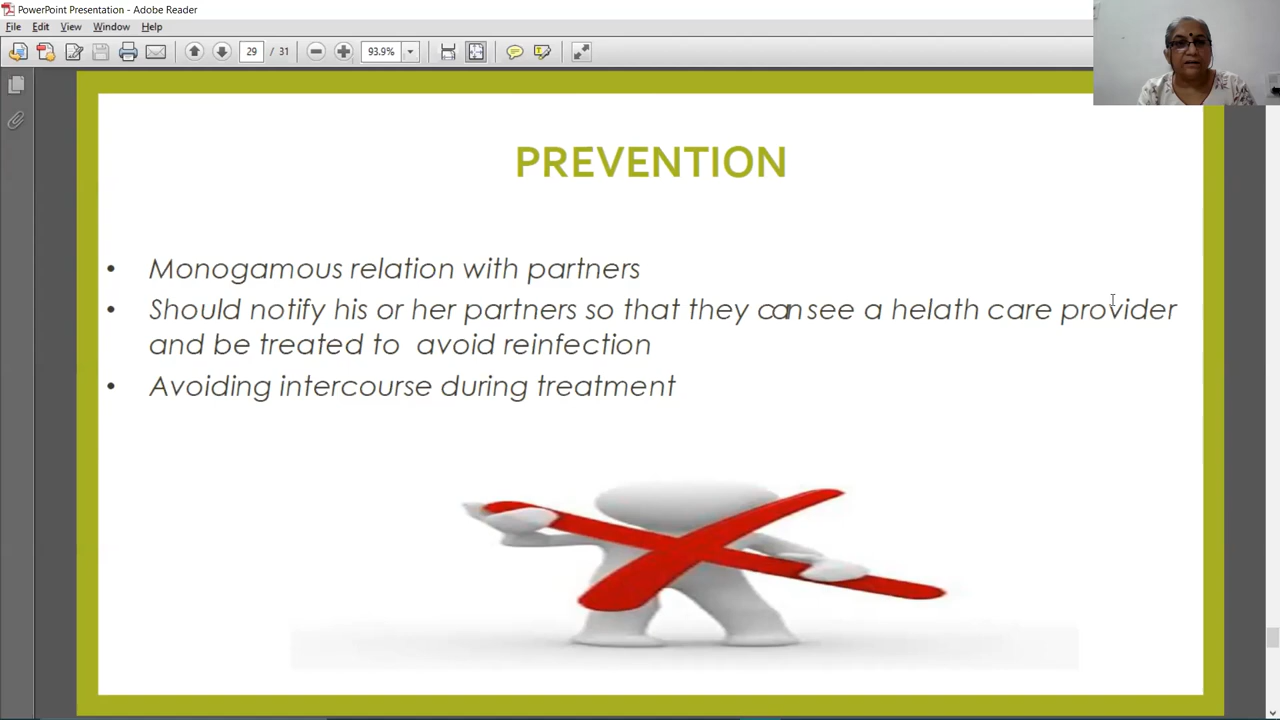 PowerPoint Presentation - Adobe Reader
File Edit View Window Help
29 / 31 93.9%
PREVENTION
• Monogamous relation with partners
• Should notify his or her partners so that they can see a helath care provider
and be treated to avoid reinfection
• Avoiding intercourse during treatment